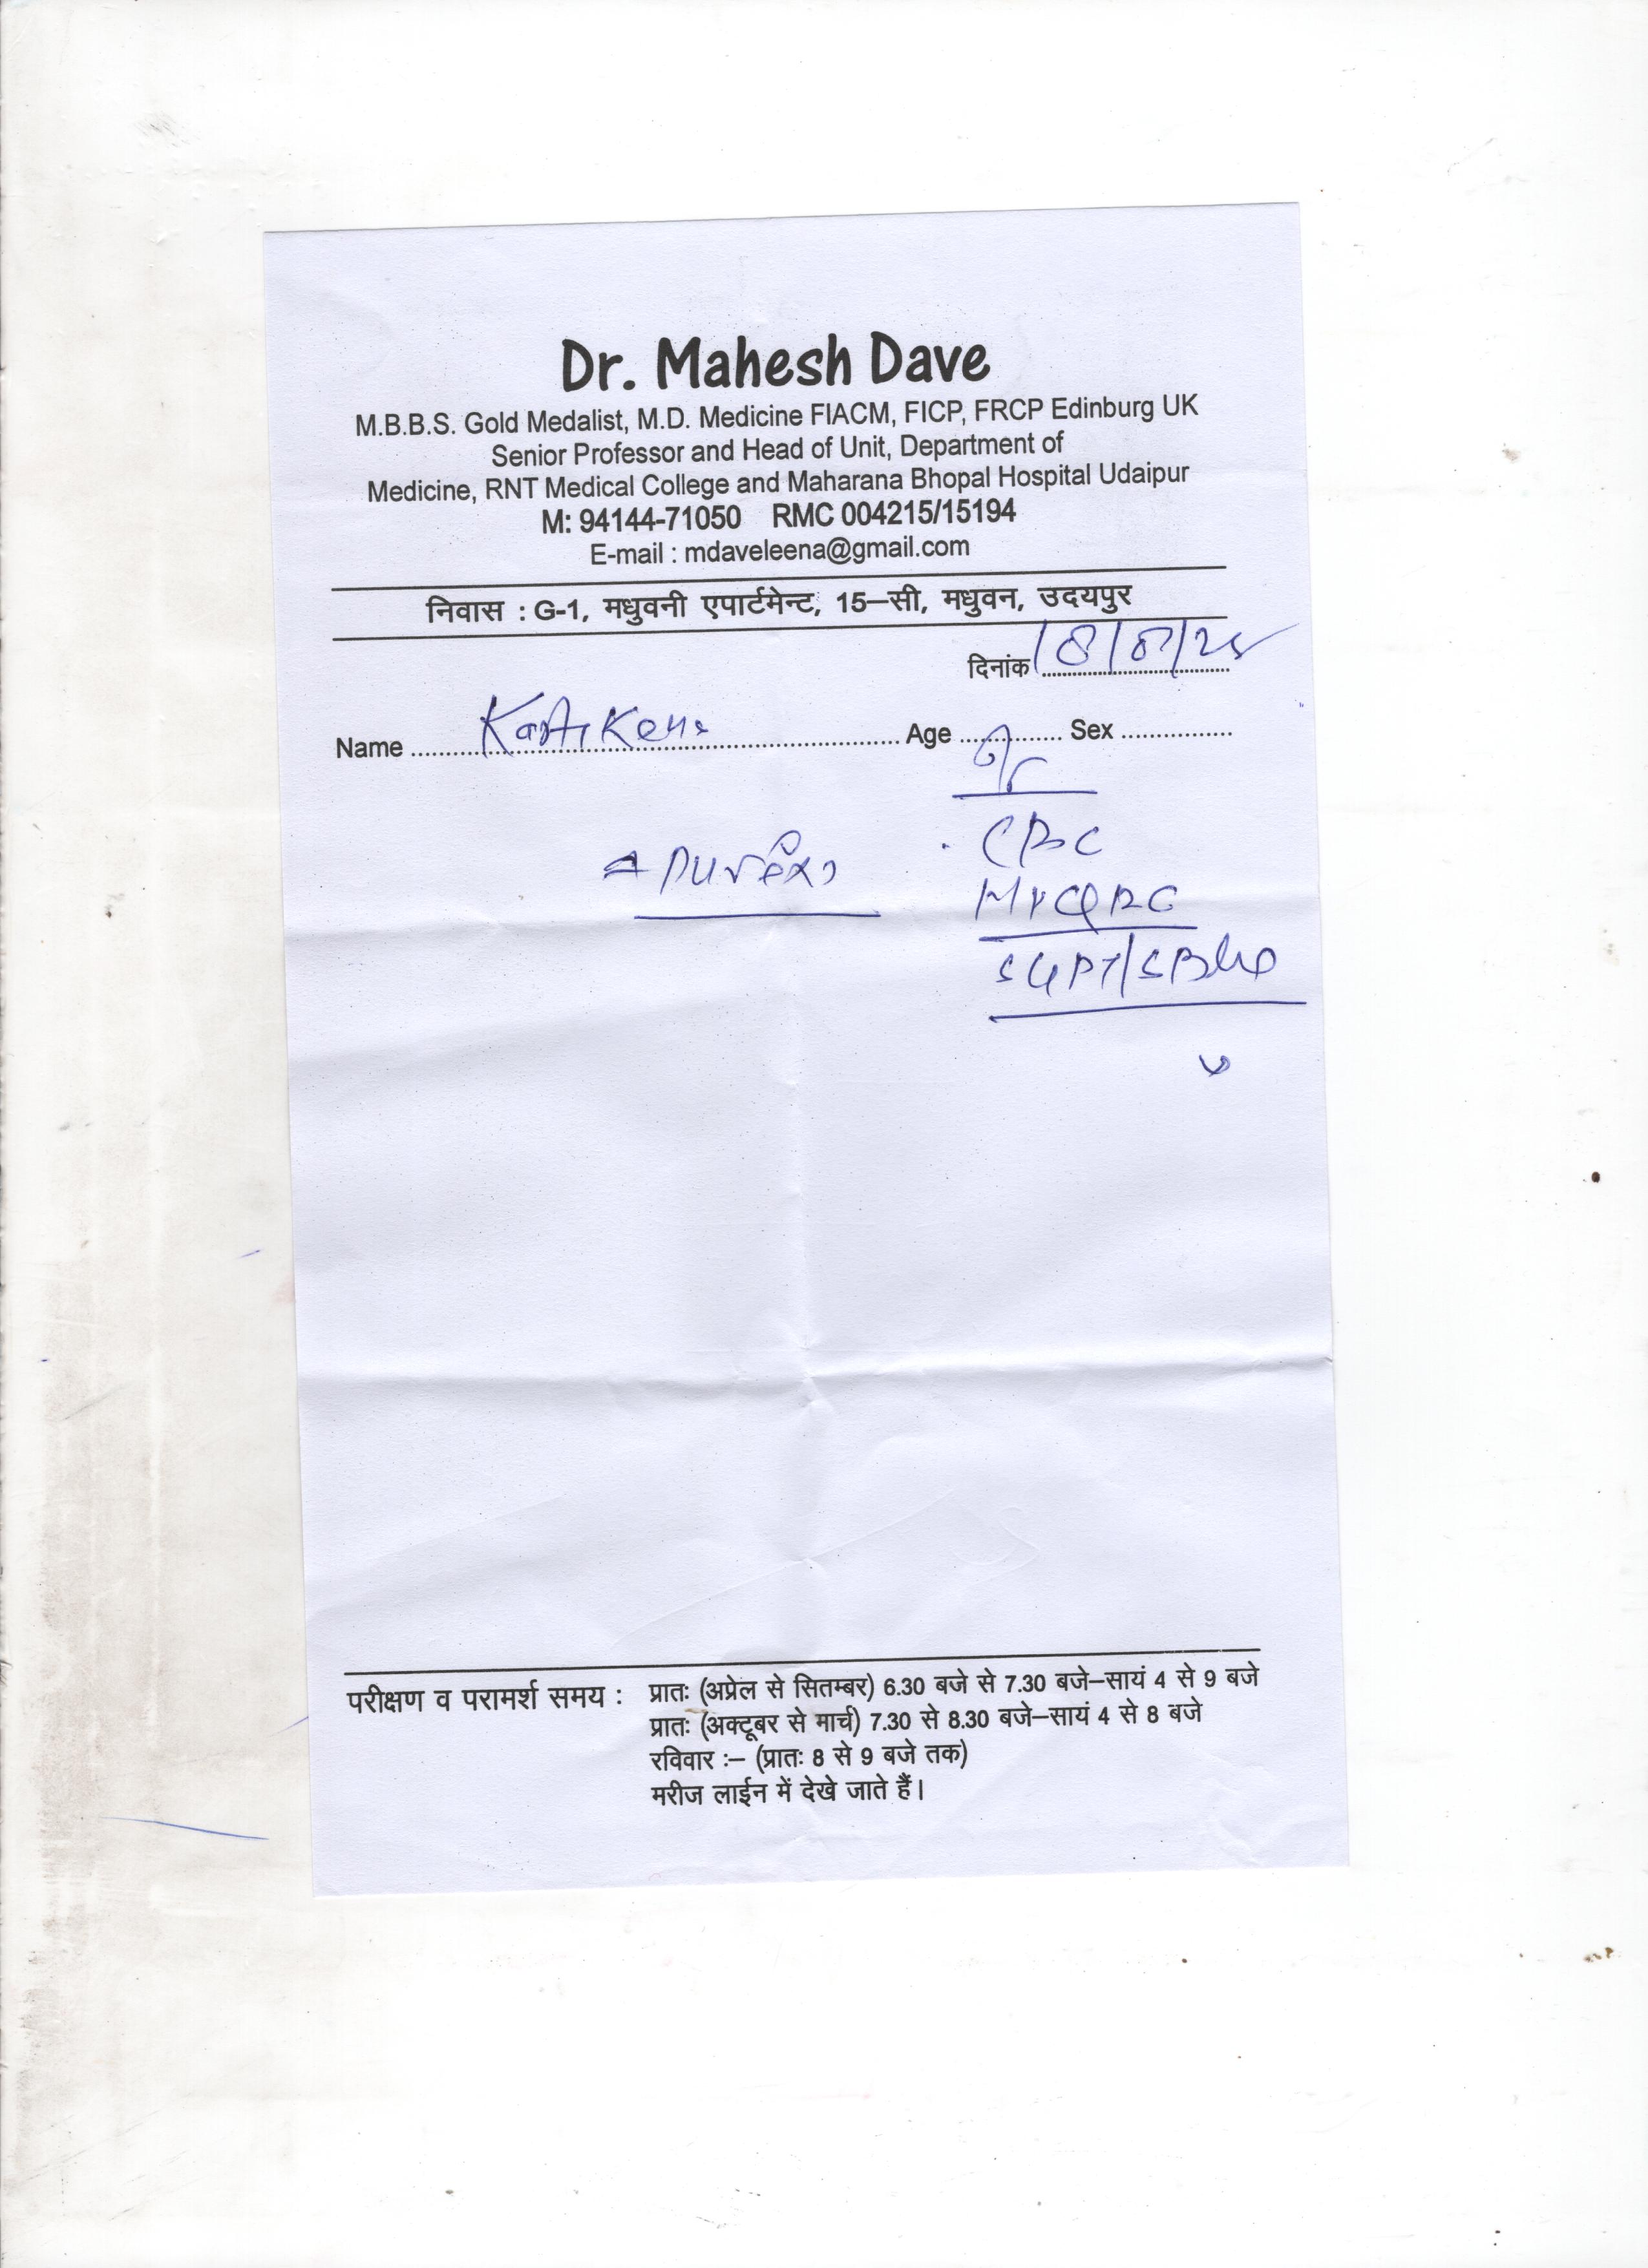 Dr. Mahesh Dave
M.B.B.S. Gold Medalist, M.D. Medicine FIACM, FICP, FRCP Edinburg UK
Senior Professor and Head of Unit, Department of
Medicine, RNT Medical College and Maharana Bhopal Hospital Udaipur
M: 94144-71050 RMC 004215/15194
E-mail : mdaveleena@gmail.com
निवास : G-1, मधुवनी एपार्टमेन्ट, 15–सी, मधुवन, उदयपुर
दिनांक 18/8/25
Name Age Sex
CBC
SGPT/
परीक्षण व परामर्श समय : प्रातः (अप्रेल से सितम्बर) 6.30 बजे से 7.30 बजे–सायं 4 से 9 बजे
प्रातः (अक्टूबर से मार्च) 7.30 से 8.30 बजे–सायं 4 से 8 बजे
रविवार :– (प्रातः 8 से 9 बजे तक)
मरीज लाईन में देखे जाते हैं।